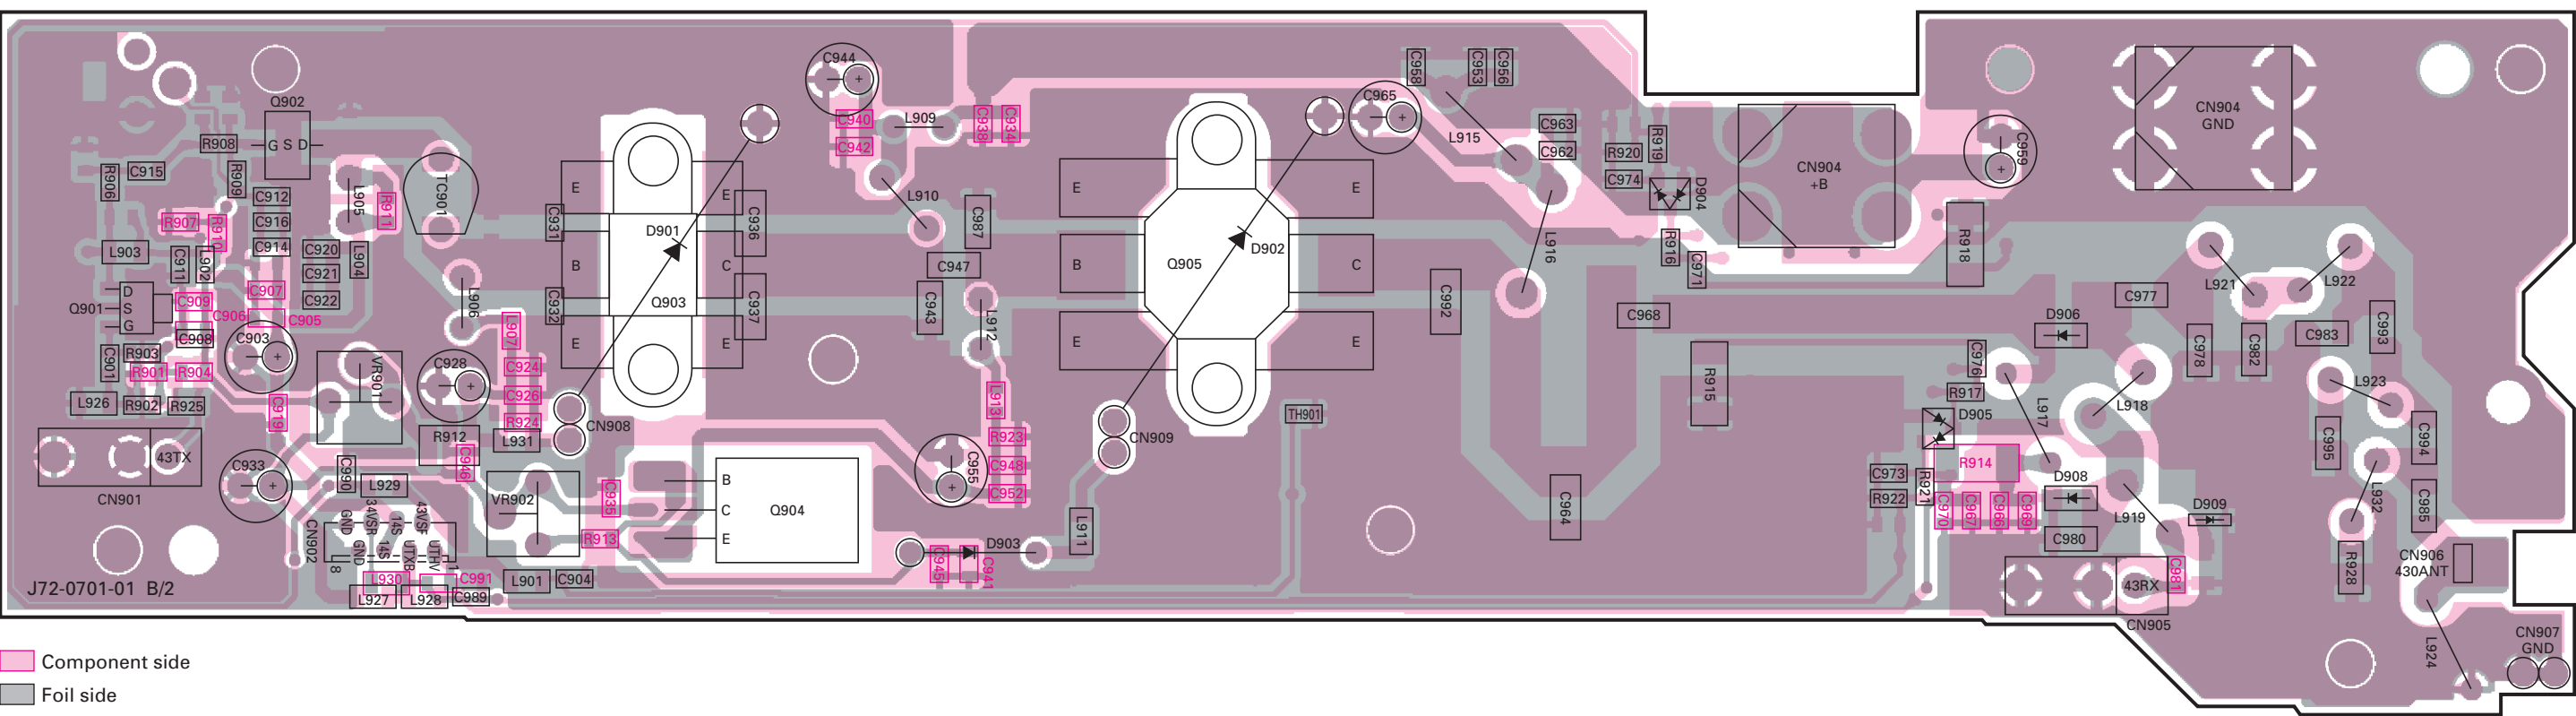 Q902
G S D
R908
C915
R906
R909
C912
C916
C914
L905
R911
TC901
R907
R910
L903
C911
L902
C920
C921
C922
L904
C907
C909
C906
C905
Q901
D
S
G
C908
C903
C901
R903
R901
R904
L926
R902
R925
C919
VR901
L906
L907
C928
C924
C926
R924
L931
R912
C946
43TX
CN901
C933
C990
L929
CN902
GND
34VSR
14S
43VSF
GND
14S
UTXB
UTHV
8
1
L930
C991
L927
L928
C989
L901
C904
J72-0701-01 B/2
VR902
C935
R913
CN908
C931
C932
E
B
E
D901
Q903
E
C
E
C936
C937
C944
C940
C942
L909
C938
C934
L910
C987
C947
C943
L912
L913
R923
C948
C952
C955
B
C
E
Q904
C945
D903
C941
L911
CN909
E
B
E
Q905
D902
E
C
E
C965
C958
C953
C956
L915
C963
C962
L916
C992
TH901
C964
R920
C974
R919
D904
R916
C971
C968
R915
CN904
+B
C959
R918
CN904
GND
L921
L922
C977
D906
C978
C982
C983
C993
C976
R917
D905
L917
L918
L923
C995
C994
L932
C985
R928
R914
C973
R922
R921
C970
C967
C966
C969
D908
C980
L919
D909
43RX
C981
CN905
CN906
430ANT
L924
CN907
GND
Component side
Foil side